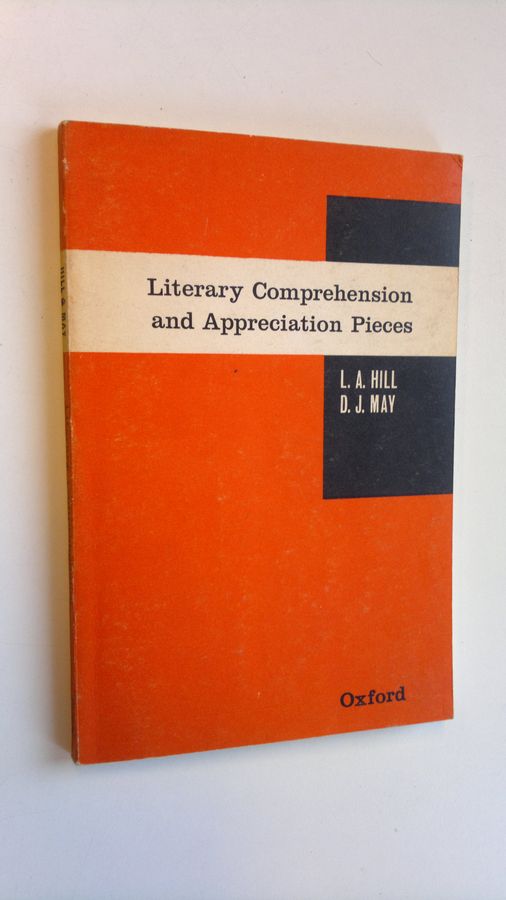 Literary Comprehension
and Appreciation Pieces
L. A. HILL
D. J. MAY
Oxford
HILL & MAY